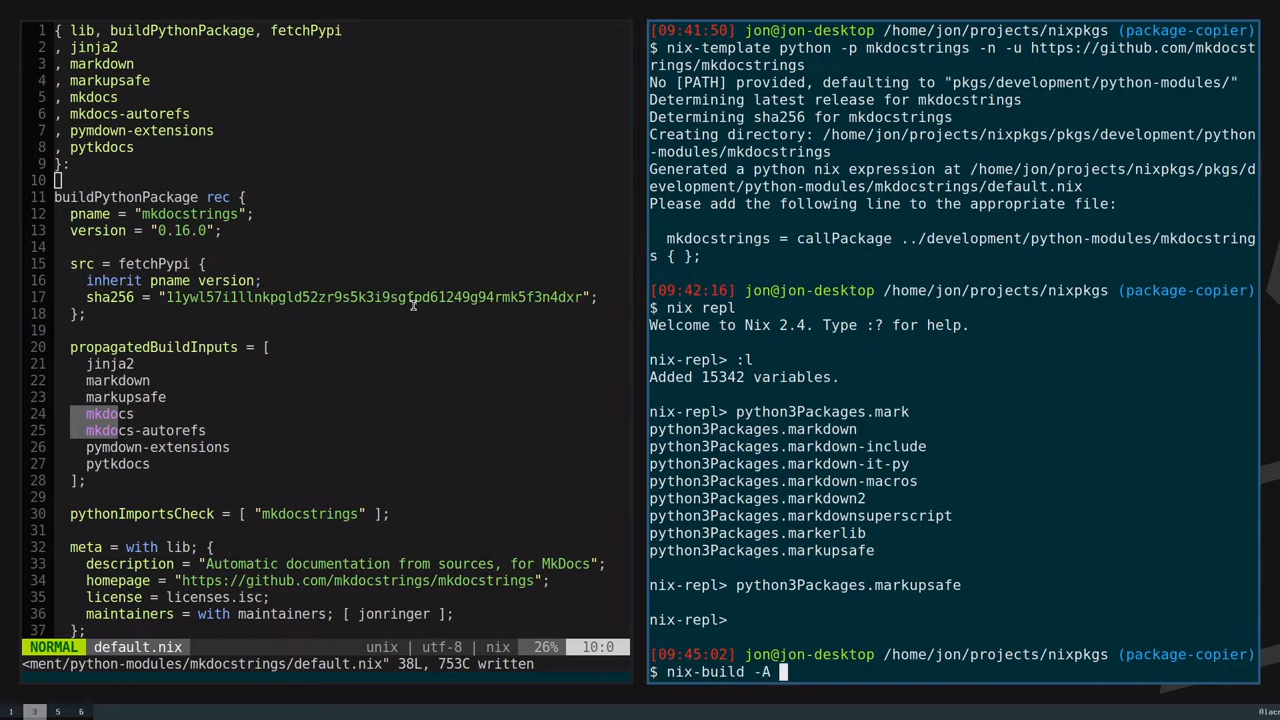 1 { lib, buildPythonPackage, fetchPypi
2 , jinja2
3 , markdown
4 , markupsafe
5 , mkdocs
6 , mkdocs-autorefs
7 , pymdown-extensions
8 , pytkdocs
9 }:
10
11 buildPythonPackage rec {
12 pname = "mkdocstrings";
13 version = "0.16.0";
14
15 src = fetchPypi {
16 inherit pname version;
17 sha256 = "11ywl57i1llnkpgld52zr9s5k3i9sgfpd61249g94rmk5f3n4dxr";
18 };
19
20 propagatedBuildInputs = [
21 jinja2
22 markdown
23 markupsafe
24 mkdocs
25 mkdocs-autorefs
26 pymdown-extensions
27 pytkdocs
28 ];
29
30 pythonImportsCheck = [ "mkdocstrings" ];
31
32 meta = with lib; {
33 description = "Automatic documentation from sources, for MkDocs";
34 homepage = "https://github.com/mkdocstrings/mkdocstrings";
35 license = licenses.isc;
36 maintainers = with maintainers; [ jonringer ];
37 };
NORMAL default.nix unix | utf-8 | nix 26% 10:0
<ment/python-modules/mkdocstrings/default.nix" 38L, 753C written
[09:41:50] jon@jon-desktop /home/jon/projects/nixpkgs (package-copier)
$ nix-template python -p mkdocstrings -n -u https://github.com/mkdocst
rings/mkdocstrings
No [PATH] provided, defaulting to "pkgs/development/python-modules/"
Determining latest release for mkdocstrings
Determining sha256 for mkdocstrings
Creating directory: /home/jon/projects/nixpkgs/pkgs/development/python
-modules/mkdocstrings
Generated a python nix expression at /home/jon/projects/nixpkgs/pkgs/d
evelopment/python-modules/mkdocstrings/default.nix
Please add the following line to the appropriate file:
mkdocstrings = callPackage ../development/python-modules/mkdocstring
s { };
[09:42:16] jon@jon-desktop /home/jon/projects/nixpkgs (package-copier)
$ nix repl
Welcome to Nix 2.4. Type :? for help.
nix-repl> :l
Added 15342 variables.
nix-repl> python3Packages.mark
python3Packages.markdown
python3Packages.markdown-include
python3Packages.markdown-it-py
python3Packages.markdown-macros
python3Packages.markdown2
python3Packages.markdownsuperscript
python3Packages.markerlib
python3Packages.markupsafe
nix-repl> python3Packages.markupsafe
nix-repl>
[09:45:02] jon@jon-desktop /home/jon/projects/nixpkgs (package-copier)
$ nix-build -A
1 3 5 6 Alacr